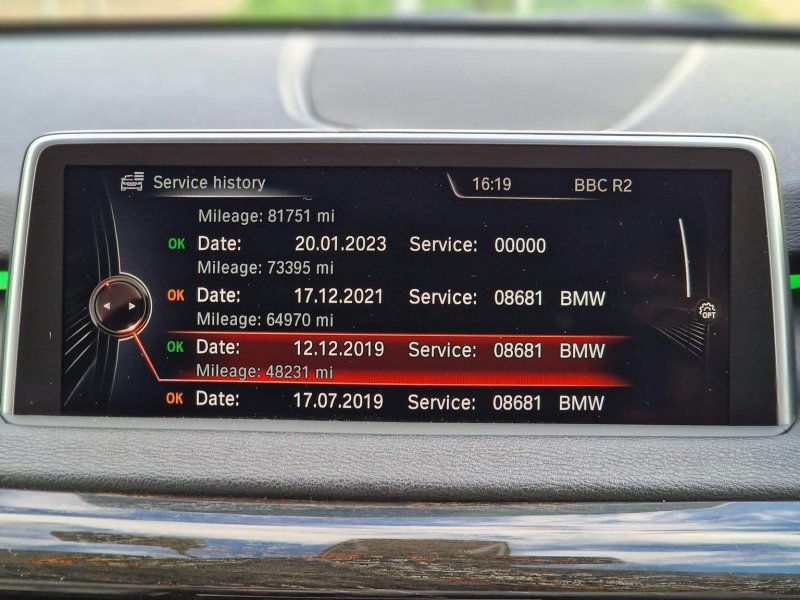 Service history 16:19 BBC R2
Mileage: 81751 mi
OK Date: 20.01.2023 Service: 00000
Mileage: 73395 mi
OK Date: 17.12.2021 Service: 08681 BMW
Mileage: 64970 mi
OK Date: 12.12.2019 Service: 08681 BMW
Mileage: 48231 mi
OK Date: 17.07.2019 Service: 08681 BMW
OPT